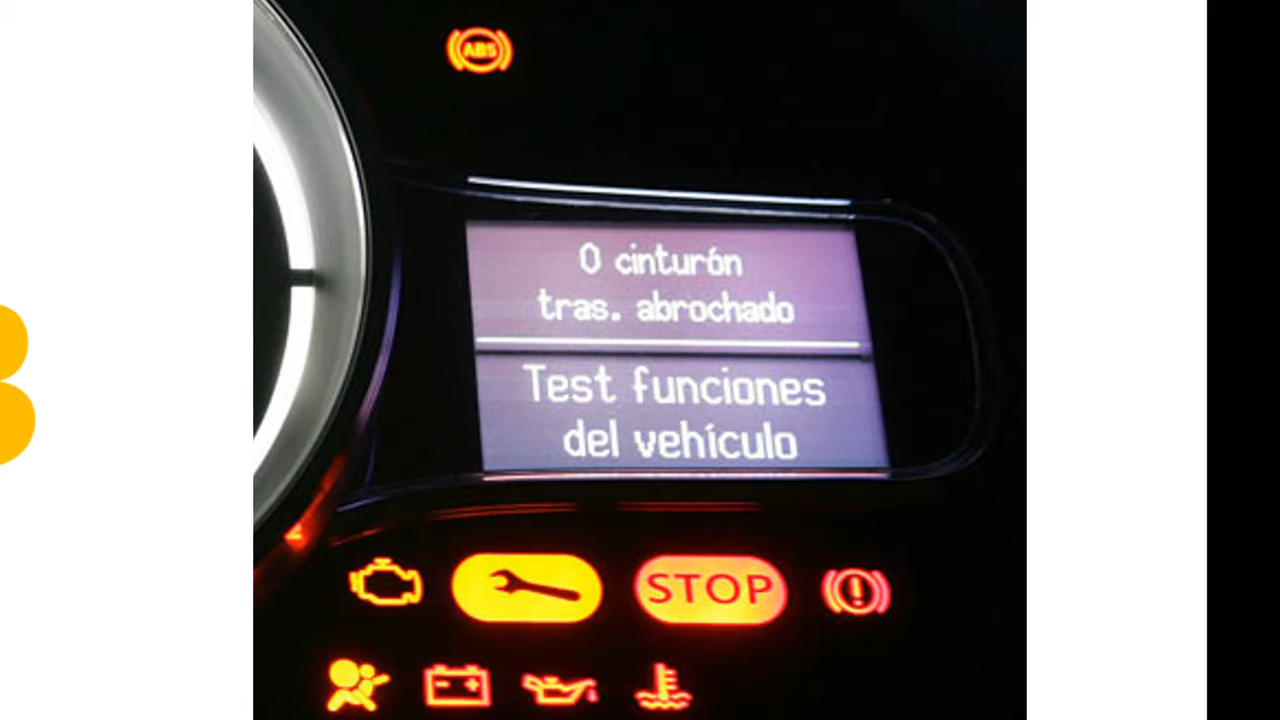 ABS
0 cinturón
tras. abrochado
Test funciones
del vehículo
STOP